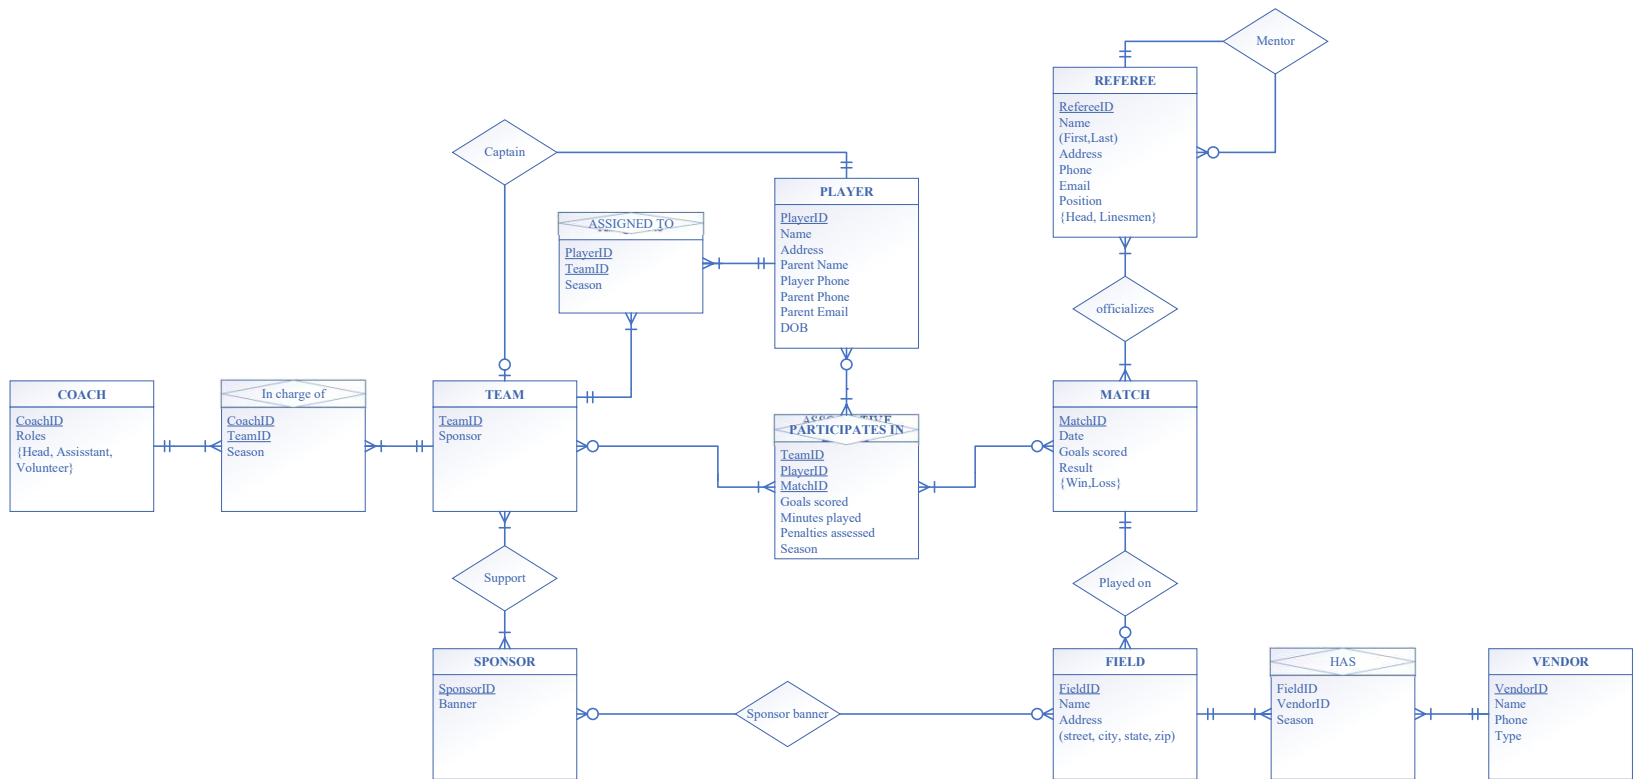 Mentor
REFEREE
RefereeID
Name
(First,Last)
Address
Phone
Email
Position
{Head, Linesmen}
Captain
PLAYER
PlayerID
Name
Address
Parent Name
Player Phone
Parent Phone
Parent Email
DOB
ASSIGNED TO
PlayerID
TeamID
Season
officializes
COACH
CoachID
Roles
{Head, Assisstant,
Volunteer}
In charge of
CoachID
TeamID
Season
TEAM
TeamID
Sponsor
PARTICIPATES IN
TeamID
PlayerID
MatchID
Goals scored
Minutes played
Penalties assessed
Season
MATCH
MatchID
Date
Goals scored
Result
{Win,Loss}
Support
Played on
SPONSOR
SponsorID
Banner
Sponsor banner
FIELD
FieldID
Name
Address
(street, city, state, zip)
HAS
FieldID
VendorID
Season
VENDOR
VendorID
Name
Phone
Type